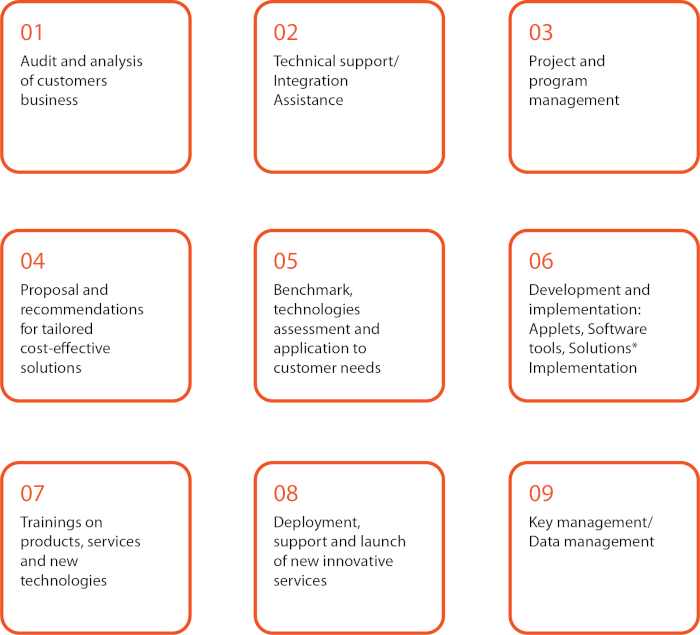 01
Audit and analysis
of customers
business
02
Technical support/
Integration
Assistance
03
Project and
program
management
04
Proposal and
recommendations
for tailored
cost-effective
solutions
05
Benchmark,
technologies
assessment and
application to
customer needs
06
Development and
implementation:
Applets, Software
tools, Solutions*
Implementation
07
Trainings on
products, services
and new
technologies
08
Deployment,
support and launch
of new innovative
services
09
Key management/
Data management